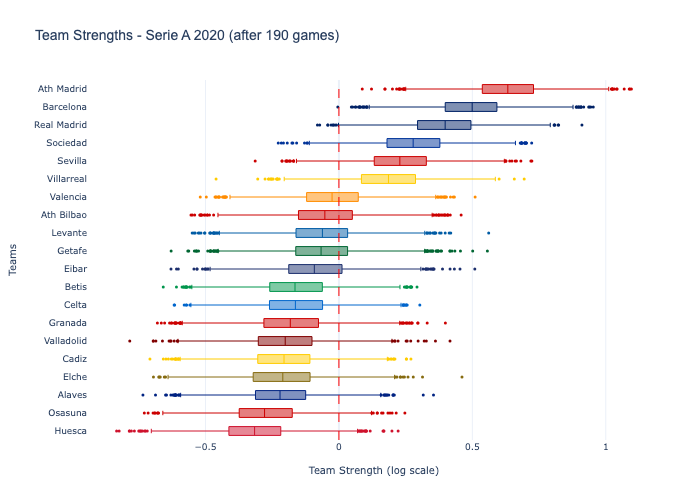 Team Strengths - Serie A 2020 (after 190 games)
Ath Madrid
Barcelona
Real Madrid
Sociedad
Sevilla
Villarreal
Valencia
Ath Bilbao
Levante
Getafe
Eibar
Betis
Celta
Granada
Valladolid
Cadiz
Elche
Alaves
Osasuna
Huesca
Teams
−0.5 0 0.5 1
Team Strength (log scale)